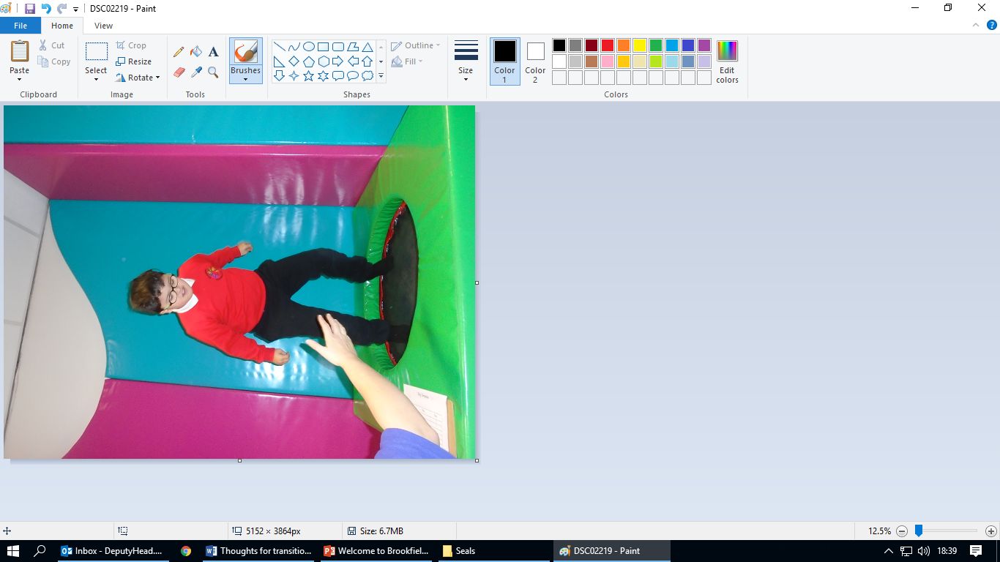 DSC02219 - Paint
File Home View
Paste Cut Copy
Clipboard
Select Crop Resize Rotate
Image
A
Tools
Brushes
Outline Fill
Shapes
Size
Color 1 Color 2
Edit colors
Colors
5152 × 3864px Size: 6.7MB 12.5%
Inbox - DeputyHead.... Thoughts for transitio... Welcome to Brookfiel... Seals DSC02219 - Paint 18:39